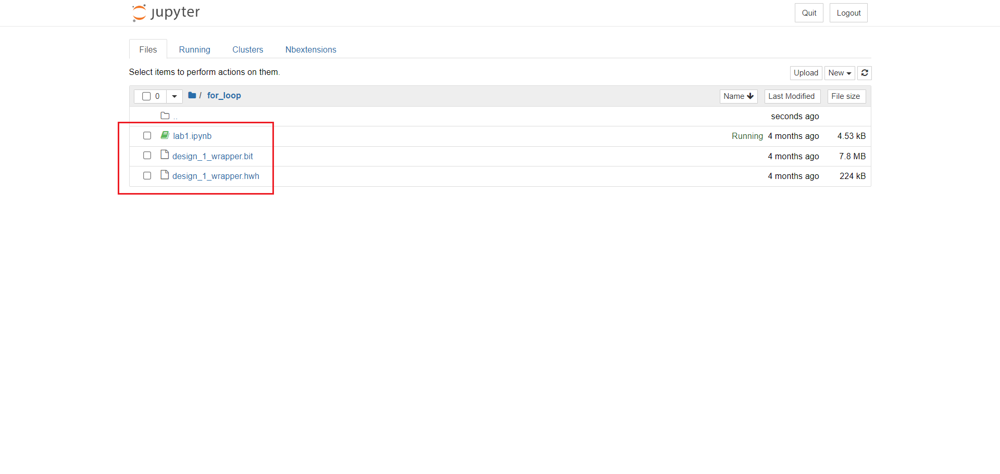 jupyter Quit Logout
Files Running Clusters Nbextensions
Select items to perform actions on them. Upload New
0 / for_loop Name Last Modified File size
.. seconds ago
lab1.ipynb Running 4 months ago 4.53 kB
design_1_wrapper.bit 4 months ago 7.8 MB
design_1_wrapper.hwh 4 months ago 224 kB